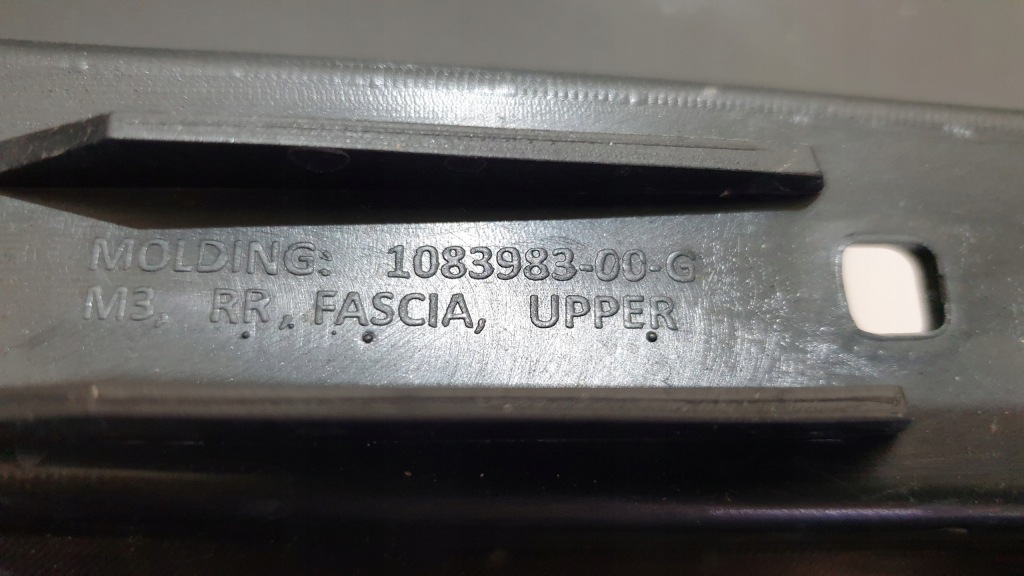 MOLDING: 1083983-00-G
M3, RR, FASCIA, UPPER